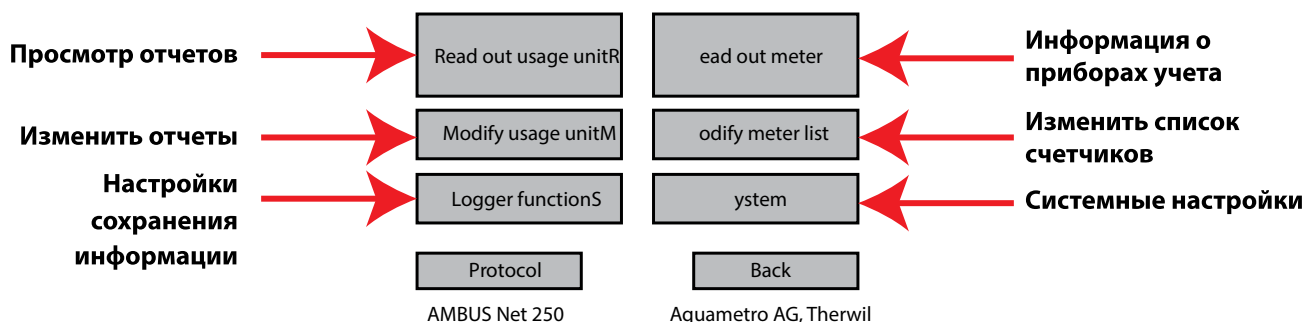 Просмотр отчетов
Read out usage unitR
ead out meter
Информация о
приборах учета
Изменить отчеты
Modify usage unitM
odify meter list
Изменить список
счетчиков
Настройки
сохранения
информации
Logger functionS
ystem
Системные настройки
Protocol
Back
AMBUS Net 250
Aquametro AG, Therwil